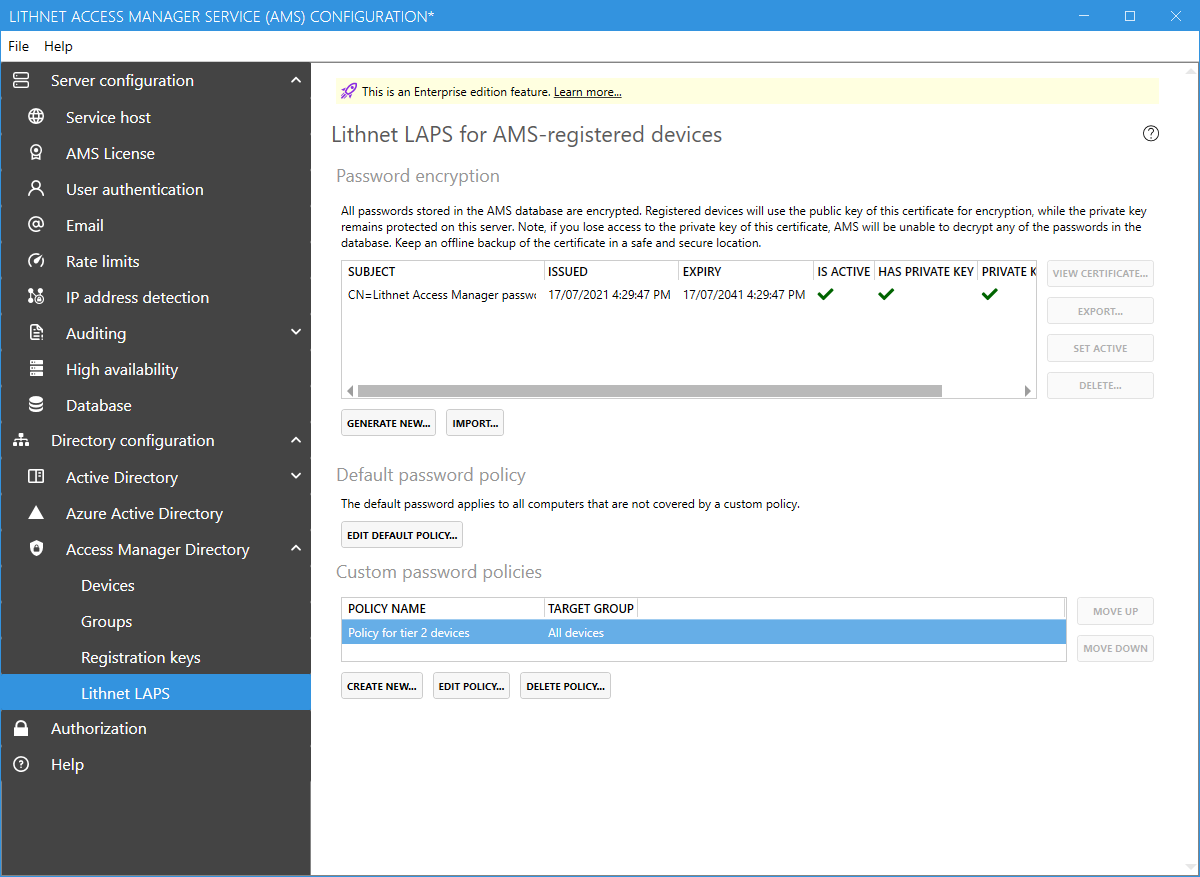 LITHNET ACCESS MANAGER SERVICE (AMS) CONFIGURATION*
File Help
Server configuration
Service host
AMS License
User authentication
Email
Rate limits
IP address detection
Auditing
High availability
Database
Directory configuration
Active Directory
Azure Active Directory
Access Manager Directory
Devices
Groups
Registration keys
Lithnet LAPS
Authorization
Help
This is an Enterprise edition feature. Learn more...
Lithnet LAPS for AMS-registered devices
Password encryption
All passwords stored in the AMS database are encrypted. Registered devices will use the public key of this certificate for encryption, while the private key
remains protected on this server. Note, if you lose access to the private key of this certificate, AMS will be unable to decrypt any of the passwords in the
database. Keep an offline backup of the certificate in a safe and secure location.
SUBJECT ISSUED EXPIRY IS ACTIVE HAS PRIVATE KEY PRIVATE K
CN=Lithnet Access Manager passw 17/07/2021 4:29:47 PM 17/07/2041 4:29:47 PM
VIEW CERTIFICATE...
EXPORT...
SET ACTIVE
DELETE...
GENERATE NEW... IMPORT...
Default password policy
The default password applies to all computers that are not covered by a custom policy.
EDIT DEFAULT POLICY...
Custom password policies
POLICY NAME TARGET GROUP
Policy for tier 2 devices All devices
MOVE UP
MOVE DOWN
CREATE NEW... EDIT POLICY... DELETE POLICY...